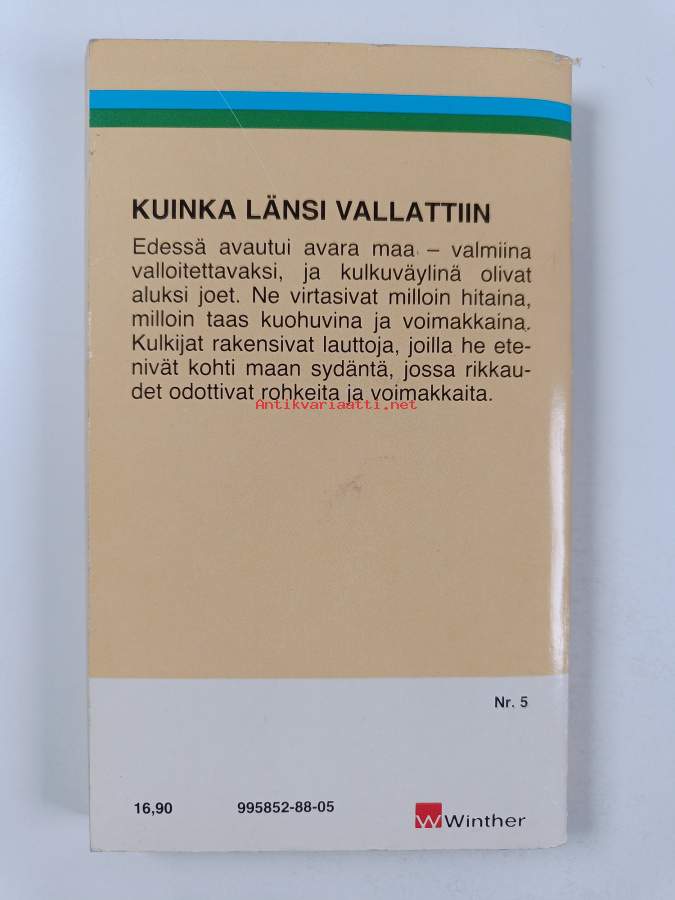 KUINKA LÄNSI VALLATTIIN
Edessä avautui avara maa – valmiina
valloitettavaksi, ja kulkuväylinä olivat
aluksi joet. Ne virtasivat milloin hitaina,
milloin taas kuohuvina ja voimakkaina.
Kulkijat rakensivat lauttoja, joilla he ete-
nivät kohti maan sydäntä, jossa rikkau-
det odottivat rohkeita ja voimakkaita.
Antikvariaatti.net
Nr. 5
16,90 995852-88-05
W Winther